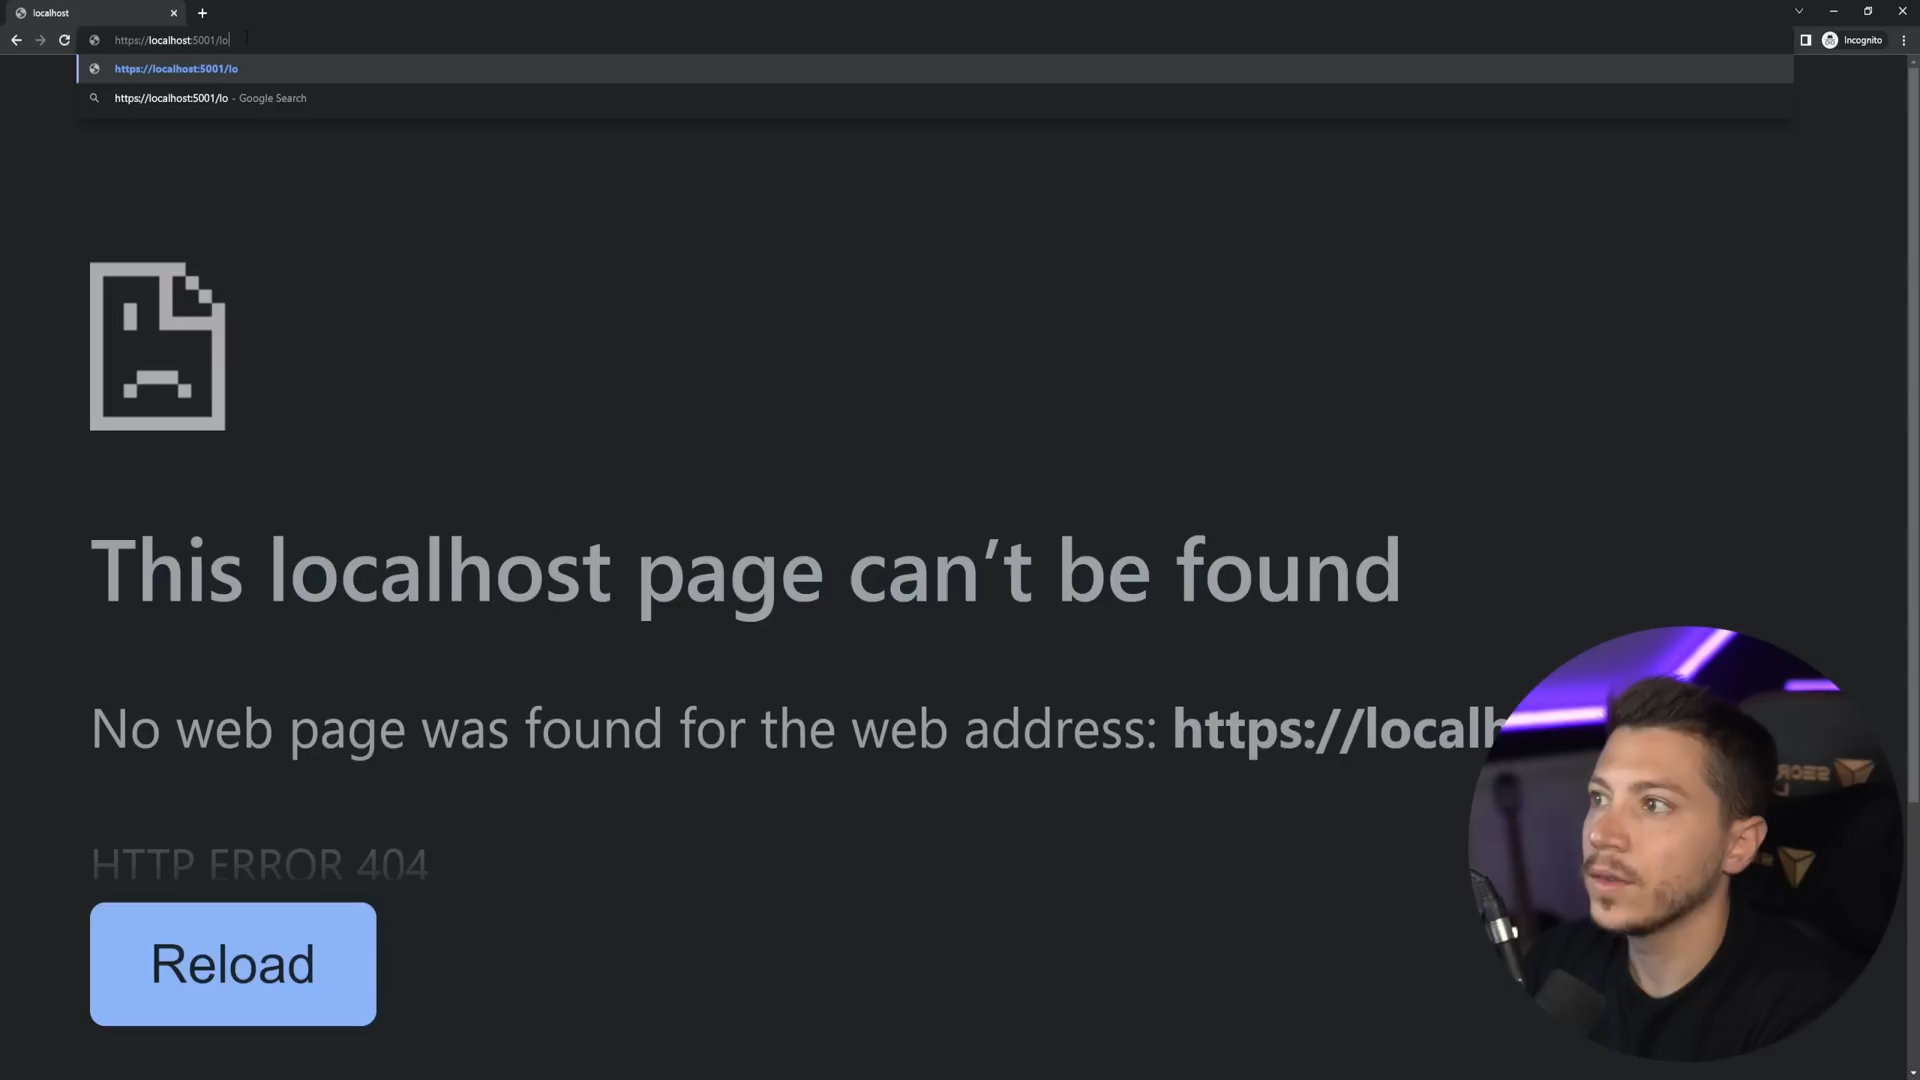 localhost
https://localhost:5001/lo
Incognito
https://localhost:5001/lo
https://localhost:5001/lo - Google Search
This localhost page can’t be found
No web page was found for the web address: https://localh
HTTP ERROR 404
Reload